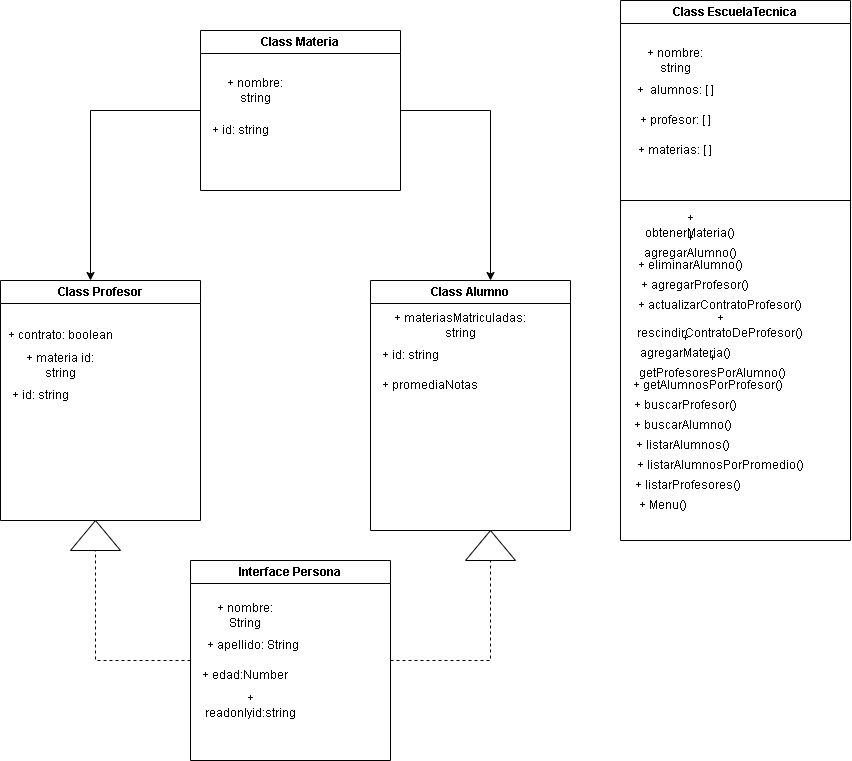 Class Materia
+ nombre:
string
+ id: string
Class EscuelaTecnica
+ nombre:
string
+ alumnos: [ ]
+ profesor: [ ]
+ materias: [ ]
+
obtenerMateria()
+
agregarAlumno()
+ eliminarAlumno()
+ agregarProfesor()
+ actualizarContratoProfesor()
+
rescindirContratoDeProfesor()
+
agregarMateria()
+
getProfesoresPorAlumno()
+ getAlumnosPorProfesor()
+ buscarProfesor()
+ buscarAlumno()
+ listarAlumnos()
+ listarAlumnosPorPromedio()
+ listarProfesores()
+ Menu()
Class Profesor
+ contrato: boolean
+ materia id:
string
+ id: string
Class Alumno
+ materiasMatriculadas:
string
+ id: string
+ promediaNotas
Interface Persona
+ nombre:
String
+ apellido: String
+ edad:Number
+
readonlyid:string